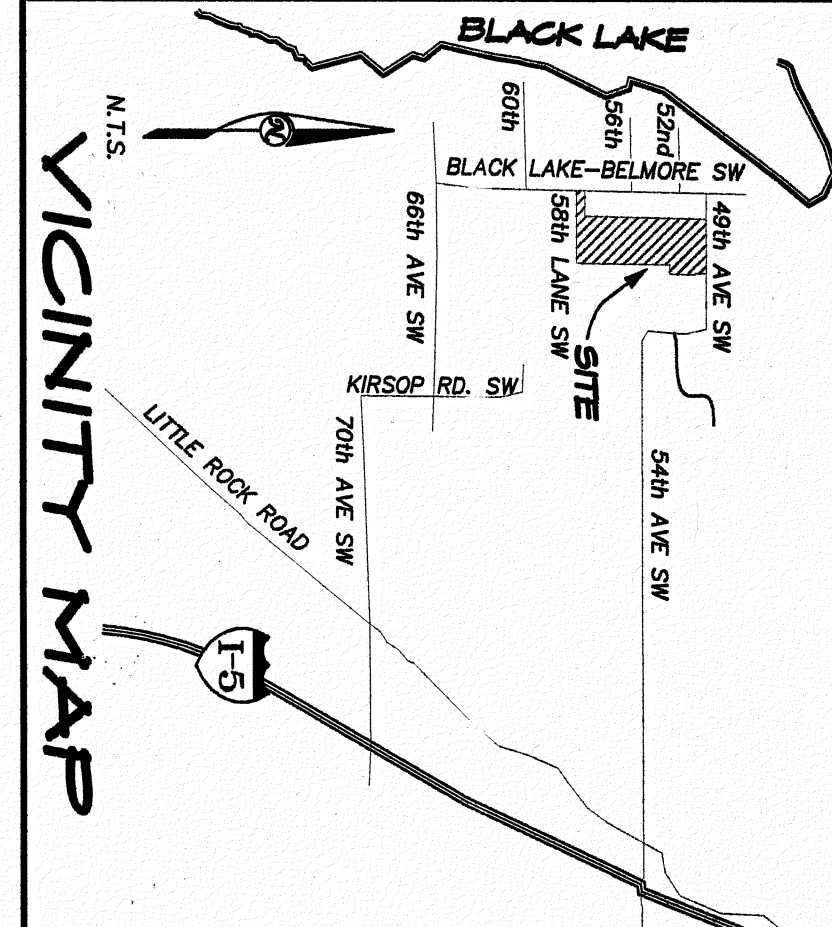 BLACK LAKE
60th
56th
52nd
BLACK LAKE-BELMORE SW
N.T.S.
N
66th AVE SW
58th LANE SW
49th AVE SW
SITE
KIRSOP RD. SW
LITTLE ROCK ROAD
70th AVE SW
54th AVE SW
I-5
VICINITY MAP